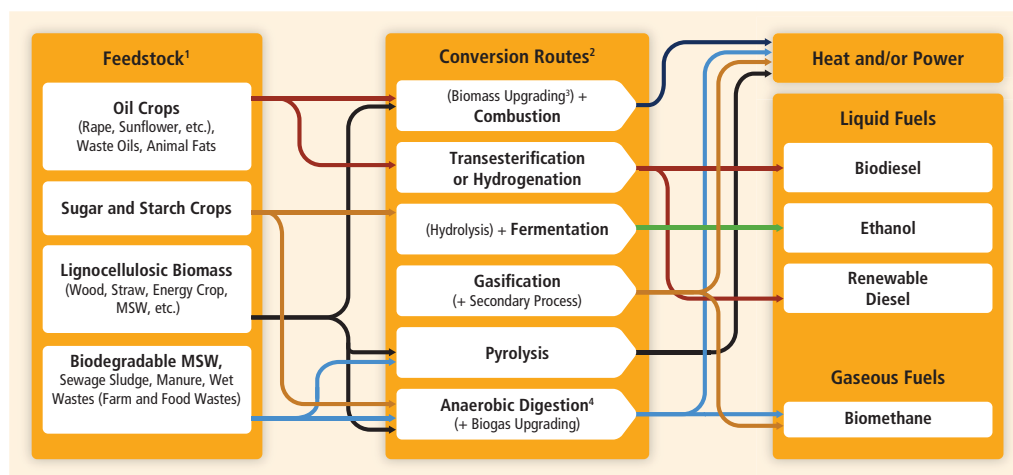 Feedstock¹
Oil Crops
(Rape, Sunflower, etc.),
Waste Oils, Animal Fats
Sugar and Starch Crops
Lignocellulosic Biomass
(Wood, Straw, Energy Crop,
MSW, etc.)
Biodegradable MSW,
Sewage Sludge, Manure, Wet
Wastes (Farm and Food Wastes)
Conversion Routes²
(Biomass Upgrading³) +
Combustion
Transesterification
or Hydrogenation
(Hydrolysis) + Fermentation
Gasification
(+ Secondary Process)
Pyrolysis
Anaerobic Digestion⁴
(+ Biogas Upgrading)
Heat and/or Power
Liquid Fuels
Biodiesel
Ethanol
Renewable
Diesel
Gaseous Fuels
Biomethane